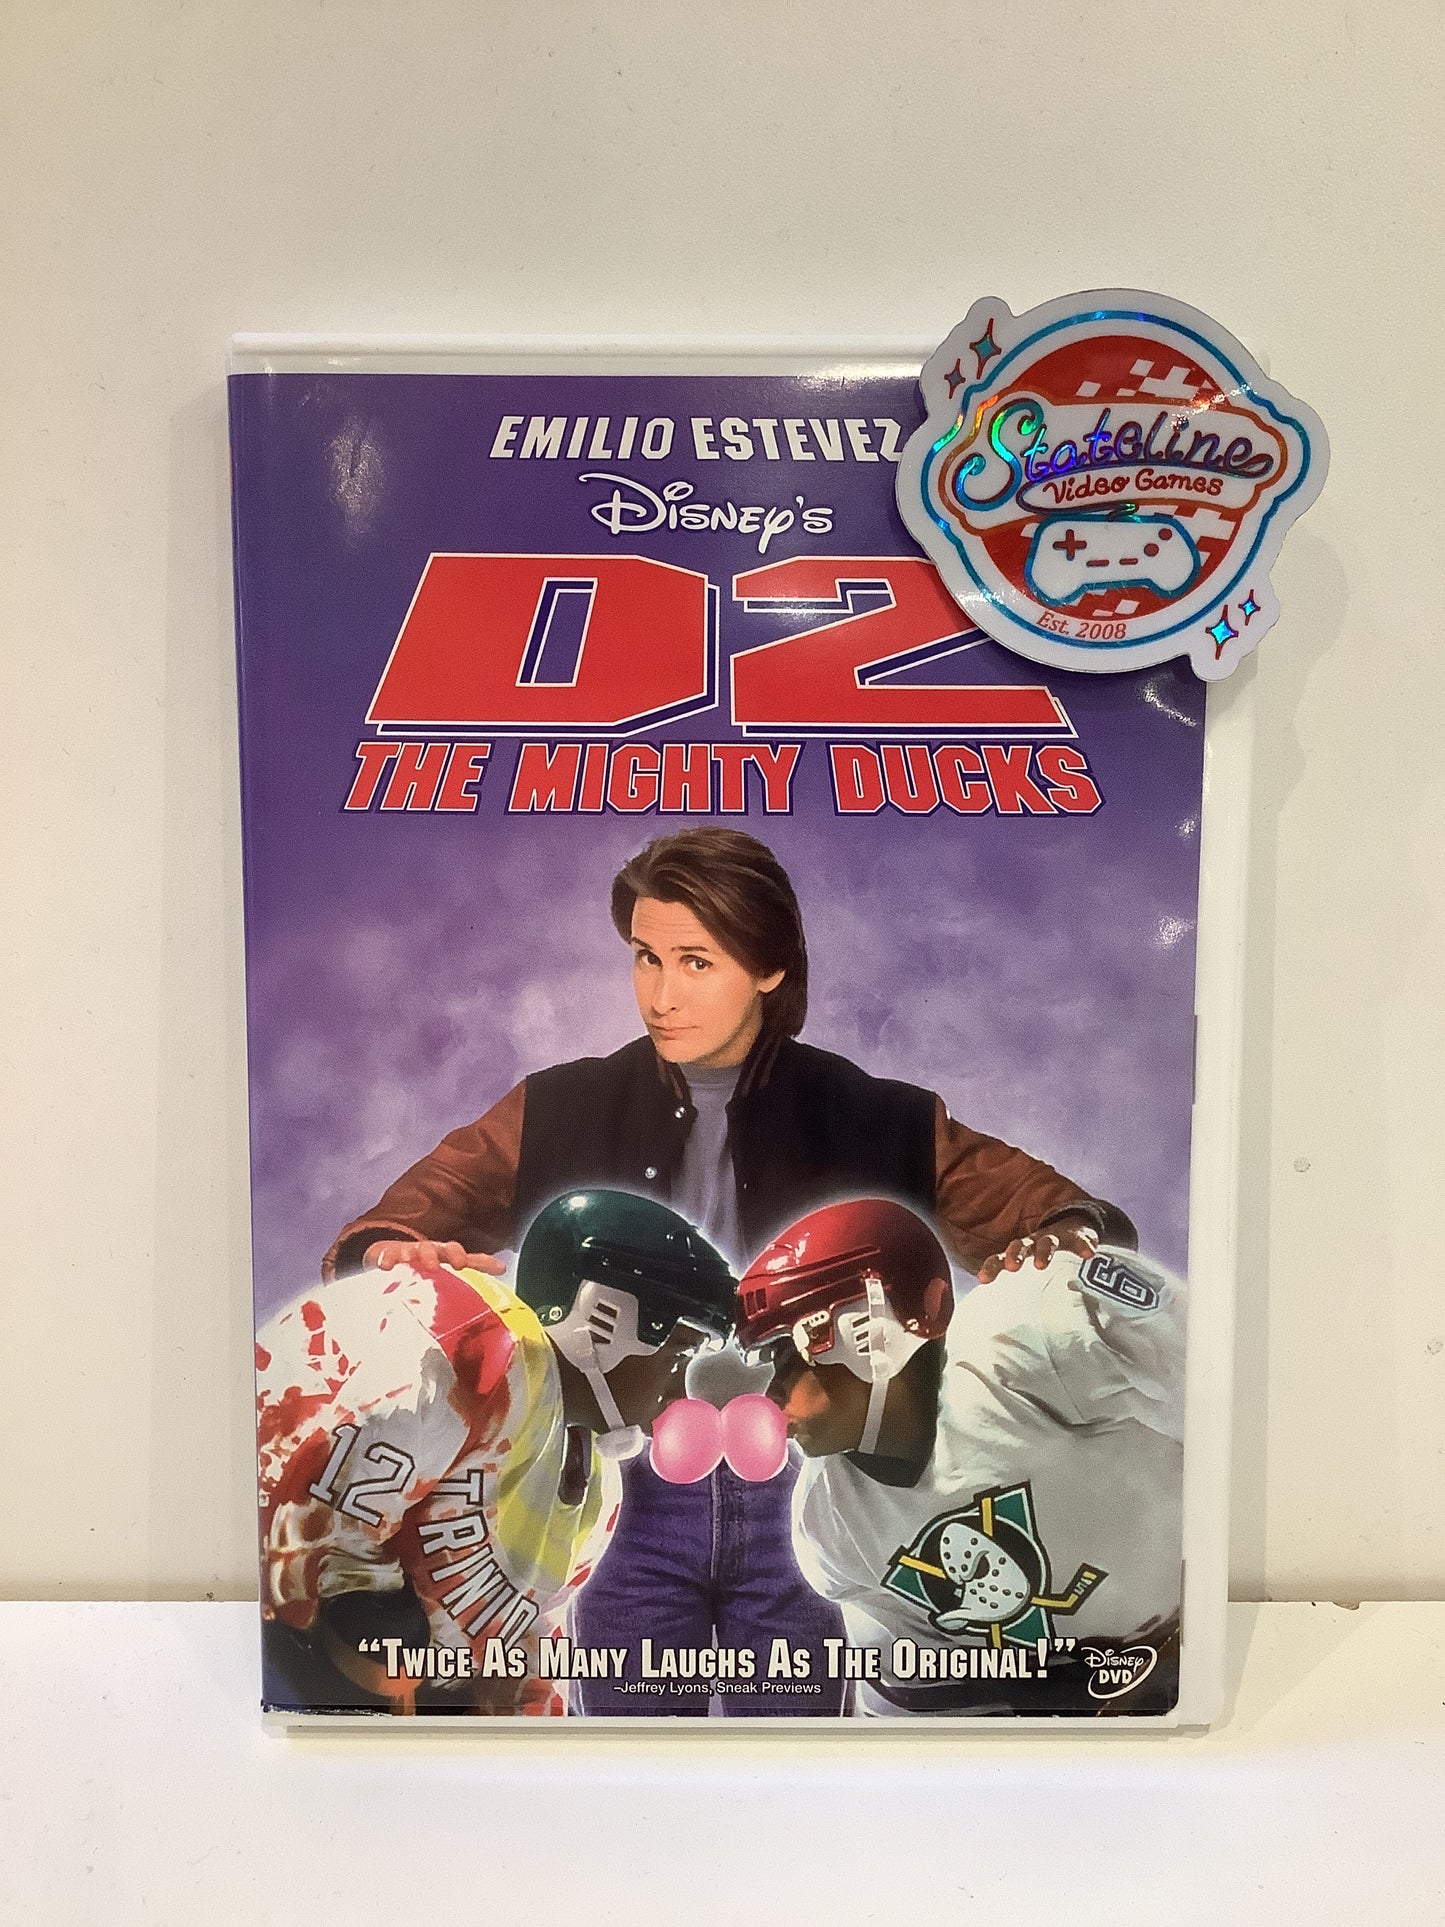 EMILIO ESTEVEZ
DISNEY'S
D2
THE MIGHTY DUCKS
Stateline
Video Games
Est. 2008
6
12
TRINID
"TWICE AS MANY LAUGHS AS THE ORIGINAL!"
–Jeffrey Lyons, Sneak Previews
DISNEY
DVD